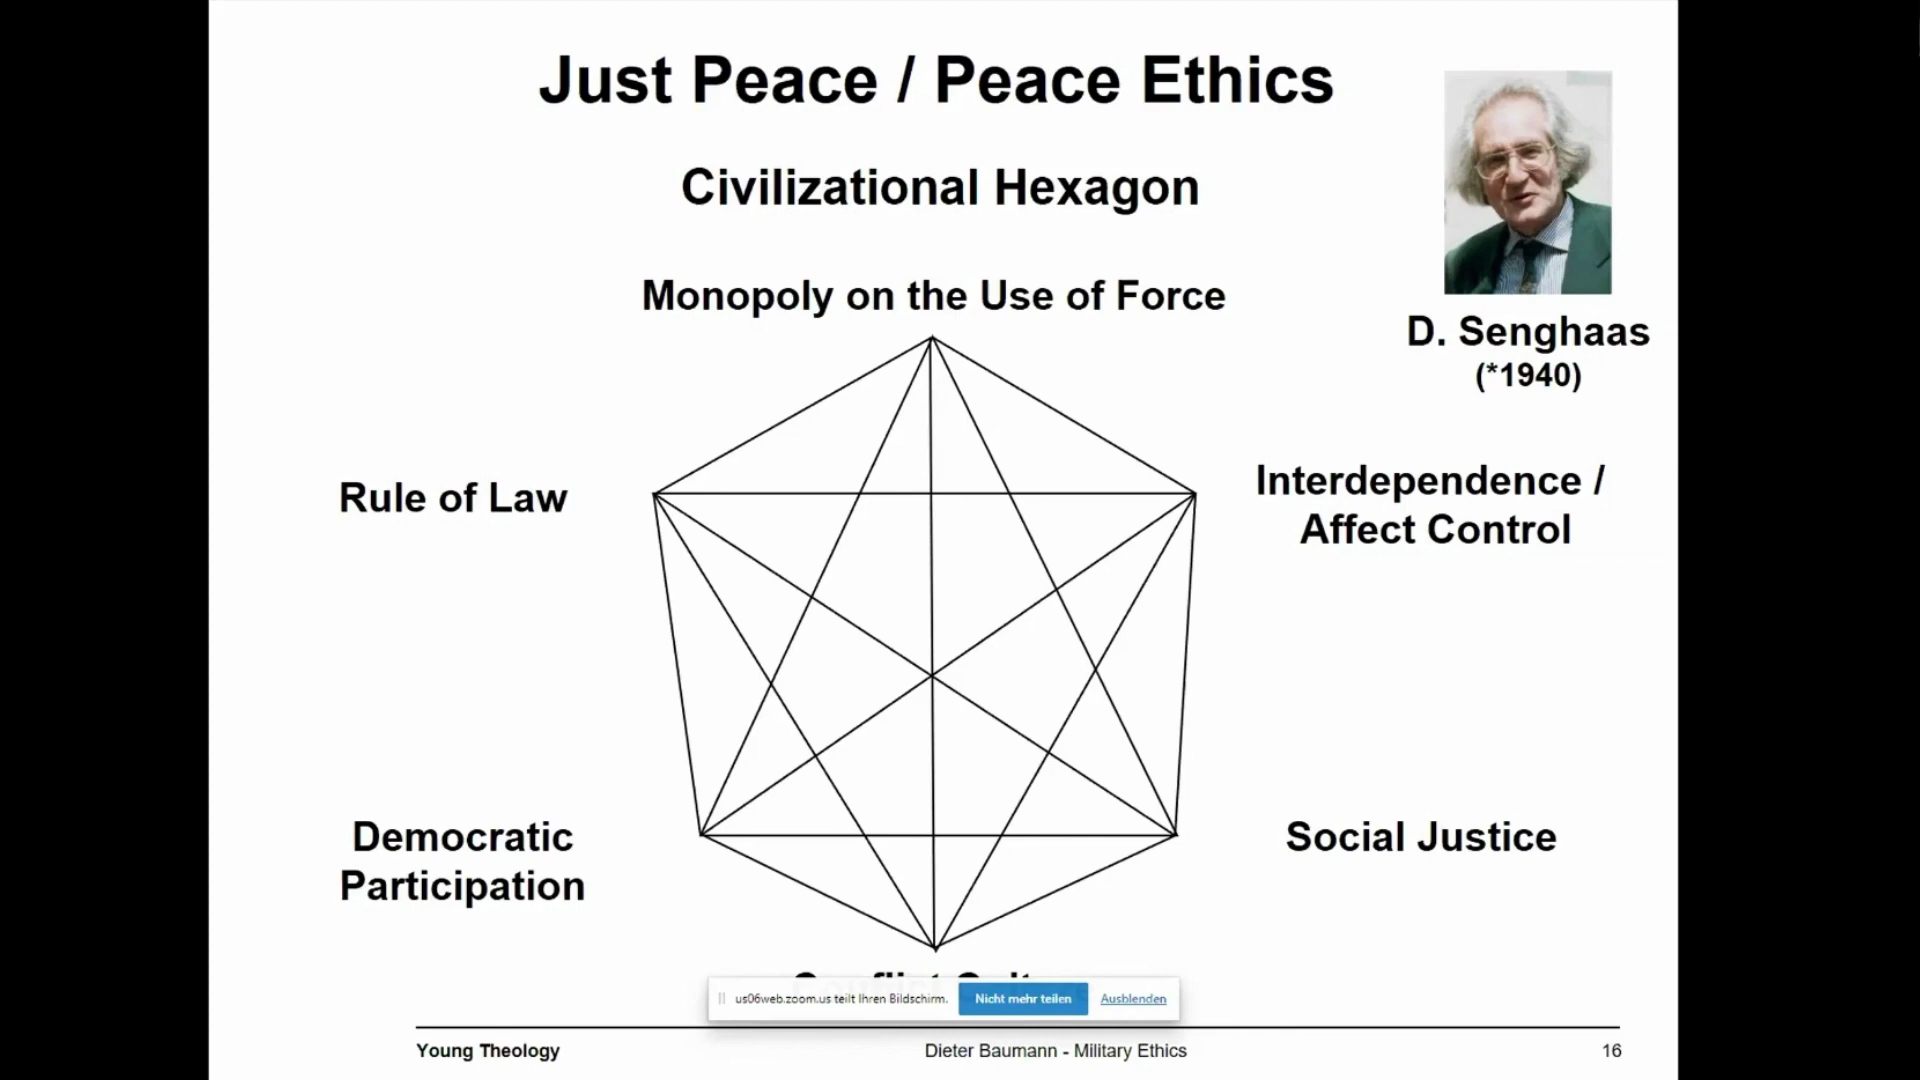 Just Peace / Peace Ethics
Civilizational Hexagon
Monopoly on the Use of Force
D. Senghaas
(*1940)
Rule of Law
Interdependence /
Affect Control
Democratic
Participation
Social Justice
us06web.zoom.us teilt Ihren Bildschirm. Nicht mehr teilen Ausblenden
Young Theology Dieter Baumann - Military Ethics 16